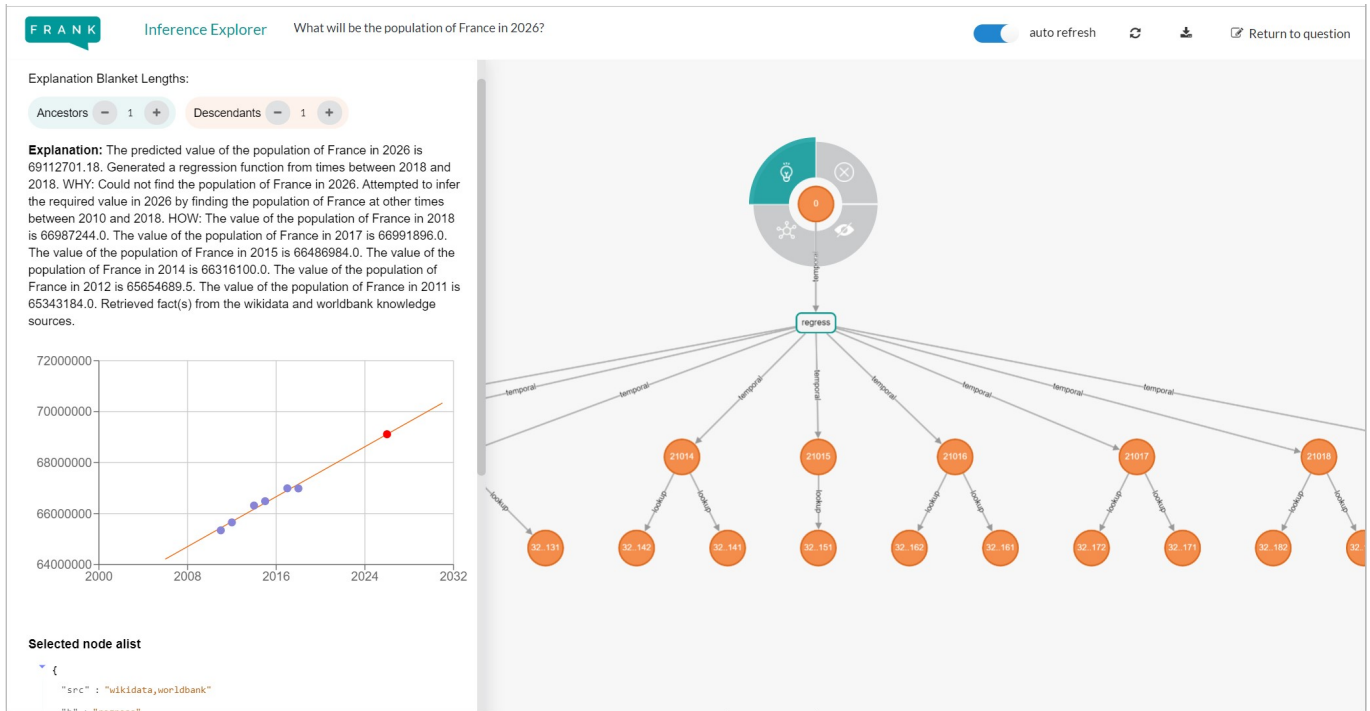 FRANK
Inference Explorer
What will be the population of France in 2026?
auto refresh
Return to question
Explanation Blanket Lengths:
Ancestors - 1 +
Descendants - 1 +
Explanation: The predicted value of the population of France in 2026 is
69112701.18. Generated a regression function from times between 2018 and
2018. WHY: Could not find the population of France in 2026. Attempted to infer
the required value in 2026 by finding the population of France at other times
between 2010 and 2018. HOW: The value of the population of France in 2018
is 66987244.0. The value of the population of France in 2017 is 66991896.0.
The value of the population of France in 2015 is 66486984.0. The value of the
population of France in 2014 is 66316100.0. The value of the population of
France in 2012 is 65654689.5. The value of the population of France in 2011 is
65343184.0. Retrieved fact(s) from the wikidata and worldbank knowledge
sources.
72000000
70000000
68000000
66000000
64000000
2000 2008 2016 2024 2032
Selected node alist
{
"src" : "wikidata,worldbank"
0
temporal
regress
temporal
temporal
temporal
temporal
temporal
temporal
temporal
temporal
21014
21015
21016
21017
21018
lookup
lookup
lookup
lookup
lookup
lookup
lookup
lookup
lookup
lookup
32..131
32..142
32..141
32..151
32..162
32..161
32..172
32..171
32..182